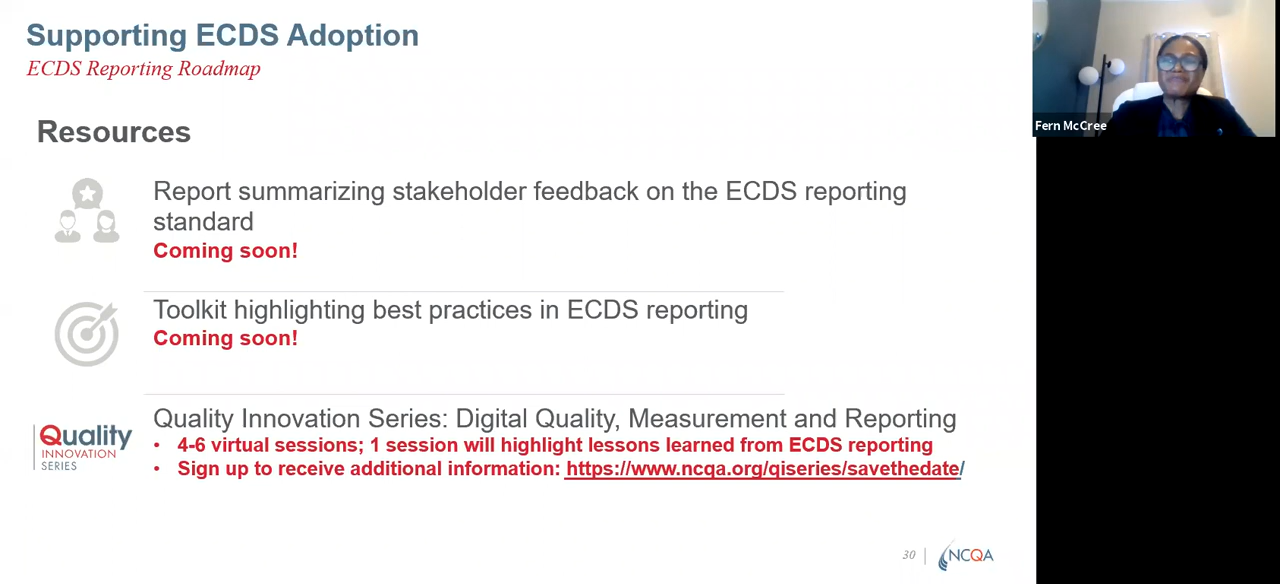 Supporting ECDS Adoption
ECDS Reporting Roadmap
Fern McCree
Resources
Report summarizing stakeholder feedback on the ECDS reporting
standard
Coming soon!
Toolkit highlighting best practices in ECDS reporting
Coming soon!
Quality
INNOVATION
SERIES
Quality Innovation Series: Digital Quality, Measurement and Reporting
• 4-6 virtual sessions; 1 session will highlight lessons learned from ECDS reporting
• Sign up to receive additional information: https://www.ncqa.org/qiseries/savethedate/
30
NCQA